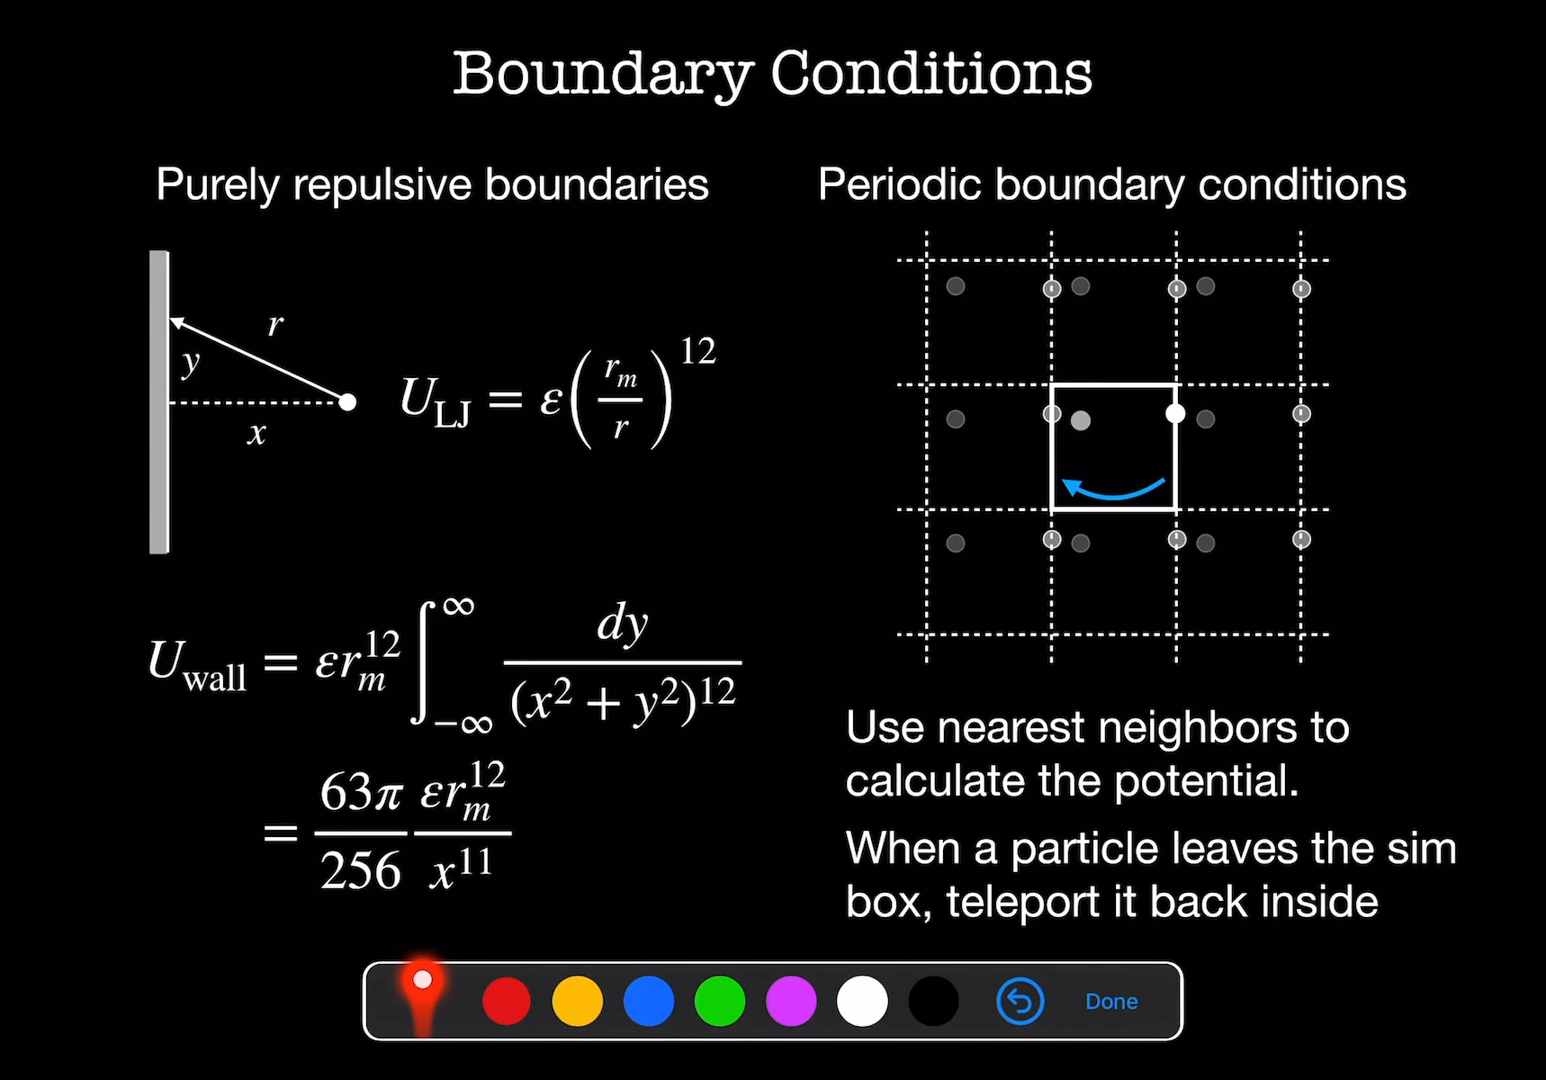 Boundary Conditions
Purely repulsive boundaries
r
y
x
U_LJ = ε(r_m/r)^12
U_wall = εr_m^12 ∫_{-∞}^{∞} dy/(x^2 + y^2)^12
= 63π/256 εr_m^12/x^11
Periodic boundary conditions
Use nearest neighbors to
calculate the potential.
When a particle leaves the sim
box, teleport it back inside
Done